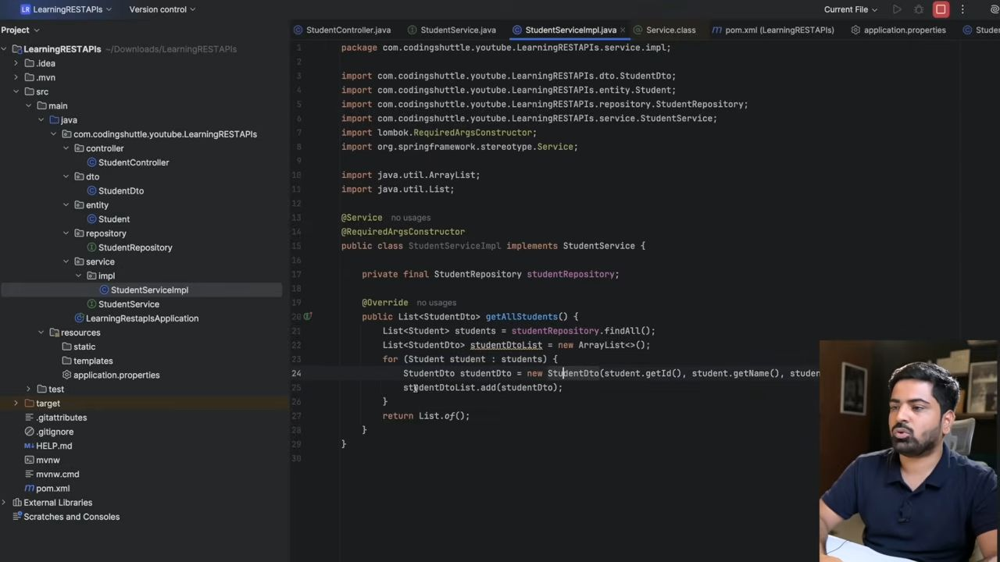 LR LearningRESTAPIs Version control Current File
Project
StudentController.java StudentService.java StudentServiceImpl.java Service.class pom.xml (LearningRESTAPIs) application.properties
LearningRESTAPIs ~/Downloads/LearningRESTAPIs
.idea
.mvn
src
main
java
com.codingshuttle.youtube.LearningRESTAPIs
controller
StudentController
dto
StudentDto
entity
Student
repository
StudentRepository
service
impl
StudentServiceImpl
StudentService
LearningRestapIsApplication
resources
static
templates
application.properties
test
target
.gitattributes
.gitignore
HELP.md
mvnw
mvnw.cmd
pom.xml
External Libraries
Scratches and Consoles
1 package com.codingshuttle.youtube.LearningRESTAPIs.service.impl;
2
3 import com.codingshuttle.youtube.LearningRESTAPIs.dto.StudentDto;
4 import com.codingshuttle.youtube.LearningRESTAPIs.entity.Student;
5 import com.codingshuttle.youtube.LearningRESTAPIs.repository.StudentRepository;
6 import com.codingshuttle.youtube.LearningRESTAPIs.service.StudentService;
7 import lombok.RequiredArgsConstructor;
8 import org.springframework.stereotype.Service;
9
10 import java.util.ArrayList;
11 import java.util.List;
12
13 @Service no usages
14 @RequiredArgsConstructor
15 public class StudentServiceImpl implements StudentService {
16
17 private final StudentRepository studentRepository;
18
19 @Override no usages
20 public List<StudentDto> getAllStudents() {
21 List<Student> students = studentRepository.findAll();
22 List<StudentDto> studentDtoList = new ArrayList<>();
23 for (Student student : students) {
24 StudentDto studentDto = new StudentDto(student.getId(), student.getName(), studen
25 studentDtoList.add(studentDto);
26 }
27 return List.of();
28 }
29 }
30